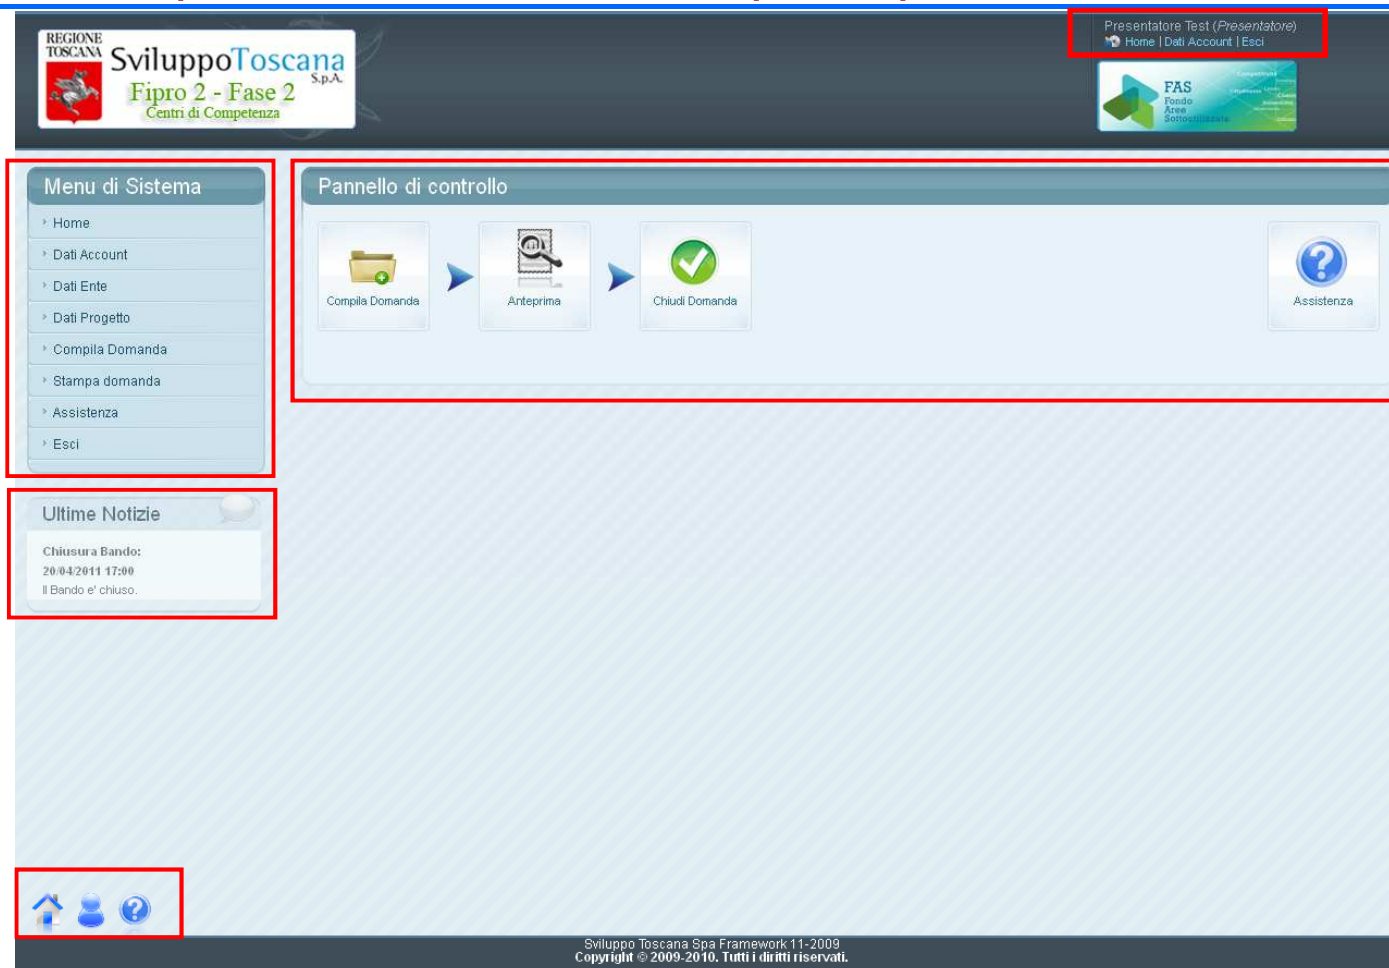 Presentatore Test (Presentatore)
Home | Dati Account | Esci
REGIONE
TOSCANA
SviluppoToscana
S.p.A.
Fipro 2 - Fase 2
Centri di Competenza
FAS
Fondo
Aree
Sottoutilizzate
Menu di Sistema
Home
Dati Account
Dati Ente
Dati Progetto
Compila Domanda
Stampa domanda
Assistenza
Esci
Pannello di controllo
Compila Domanda
Anteprima
Chiudi Domanda
Assistenza
Ultime Notizie
Chiusura Bando:
20/04/2011 17:00
Il Bando e' chiuso.
Sviluppo Toscana Spa Framework 11-2009
Copyright © 2009-2010. Tutti i diritti riservati.